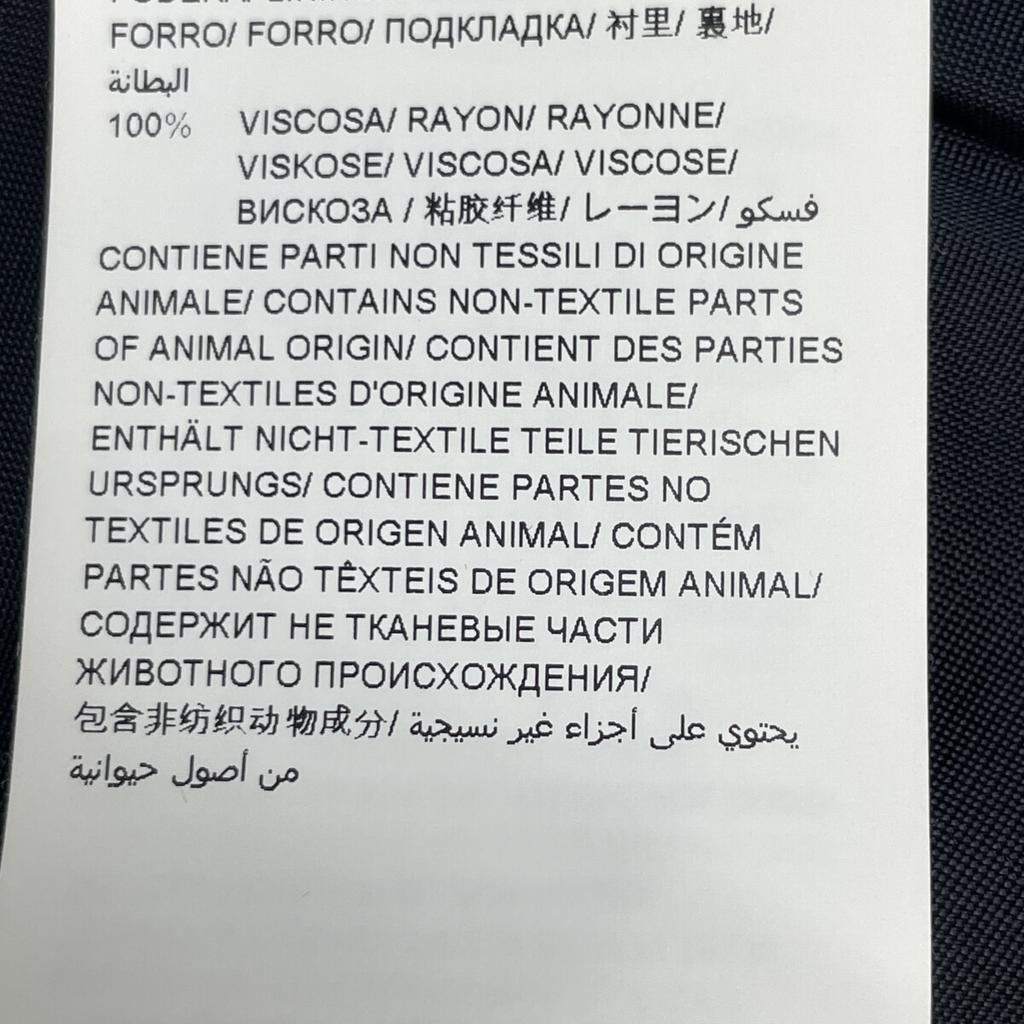 FORRO/ FORRO/ ПОДКЛАДКА/ 衬里/ 裏地/
البطانة
100% VISCOSA/ RAYON/ RAYONNE/
VISKOSE/ VISCOSA/ VISCOSE/
ВИСКОЗА / 粘胶纤维/ レーヨン/ فسكو
CONTIENE PARTI NON TESSILI DI ORIGINE
ANIMALE/ CONTAINS NON-TEXTILE PARTS
OF ANIMAL ORIGIN/ CONTIENT DES PARTIES
NON-TEXTILES D'ORIGINE ANIMALE/
ENTHÄLT NICHT-TEXTILE TEILE TIERISCHEN
URSPRUNGS/ CONTIENE PARTES NO
TEXTILES DE ORIGEN ANIMAL/ CONTÉM
PARTES NÃO TÊXTEIS DE ORIGEM ANIMAL/
СОДЕРЖИТ НЕ ТКАНЕВЫЕ ЧАСТИ
ЖИВОТНОГО ПРОИСХОЖДЕНИЯ/
包含非纺织动物成分/ يحتوي على أجزاء غير نسيجية
من أصول حيوانية